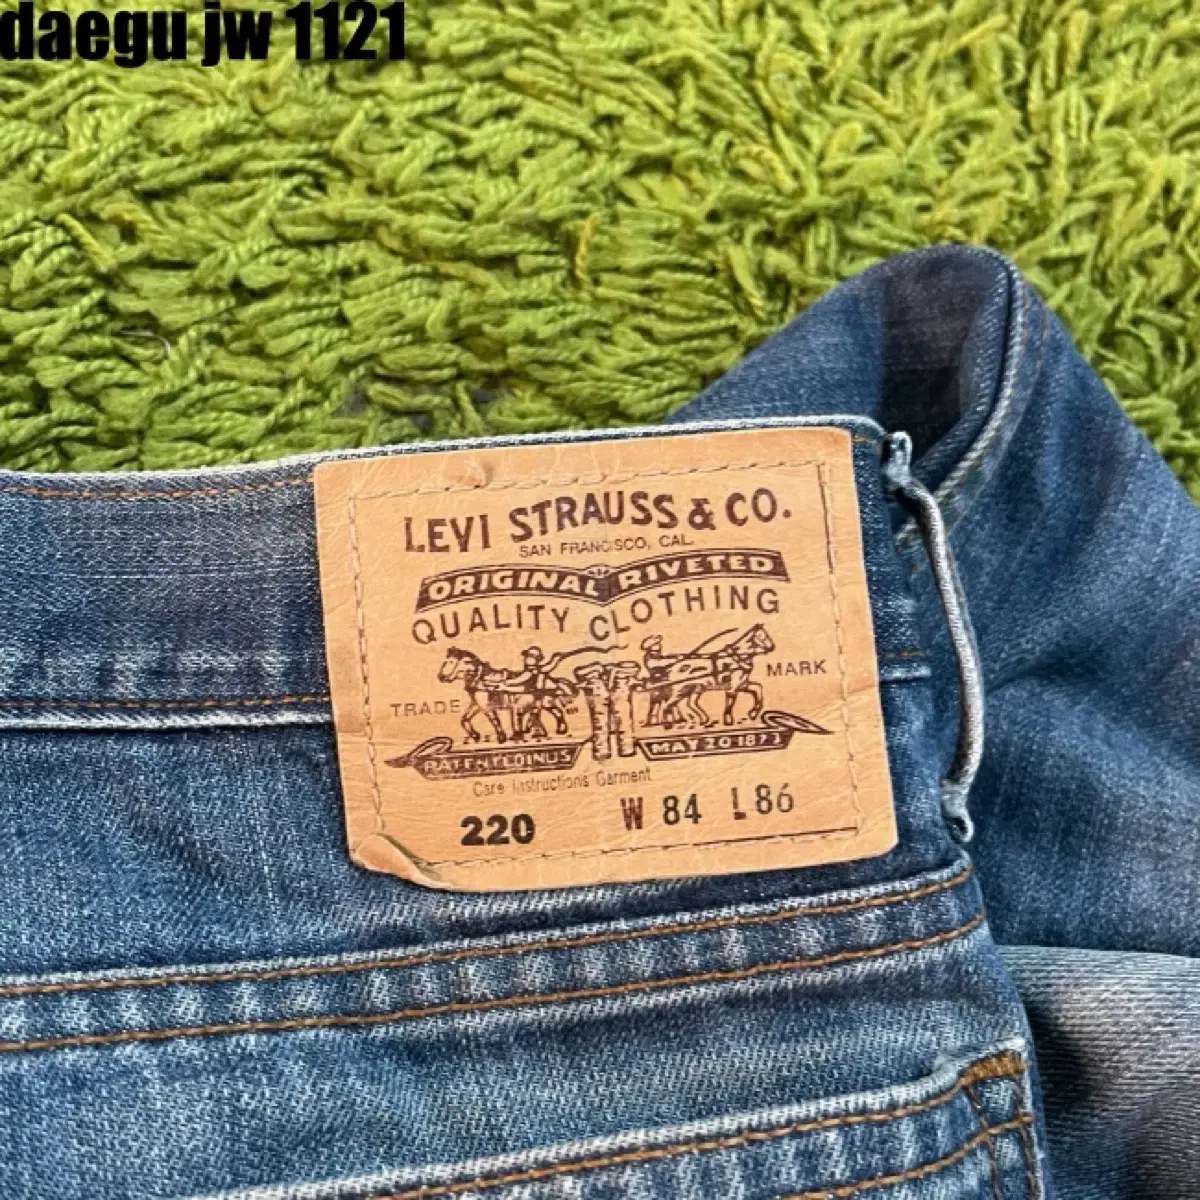 daegu jw 1121
LEVI STRAUSS & CO.
SAN FRANCISCO, CAL.
ORIGINAL RIVETED
QUALITY CLOTHING
TRADE MARK
MAY 20 1873
Care Instructions Garment
220 W 84 L 86